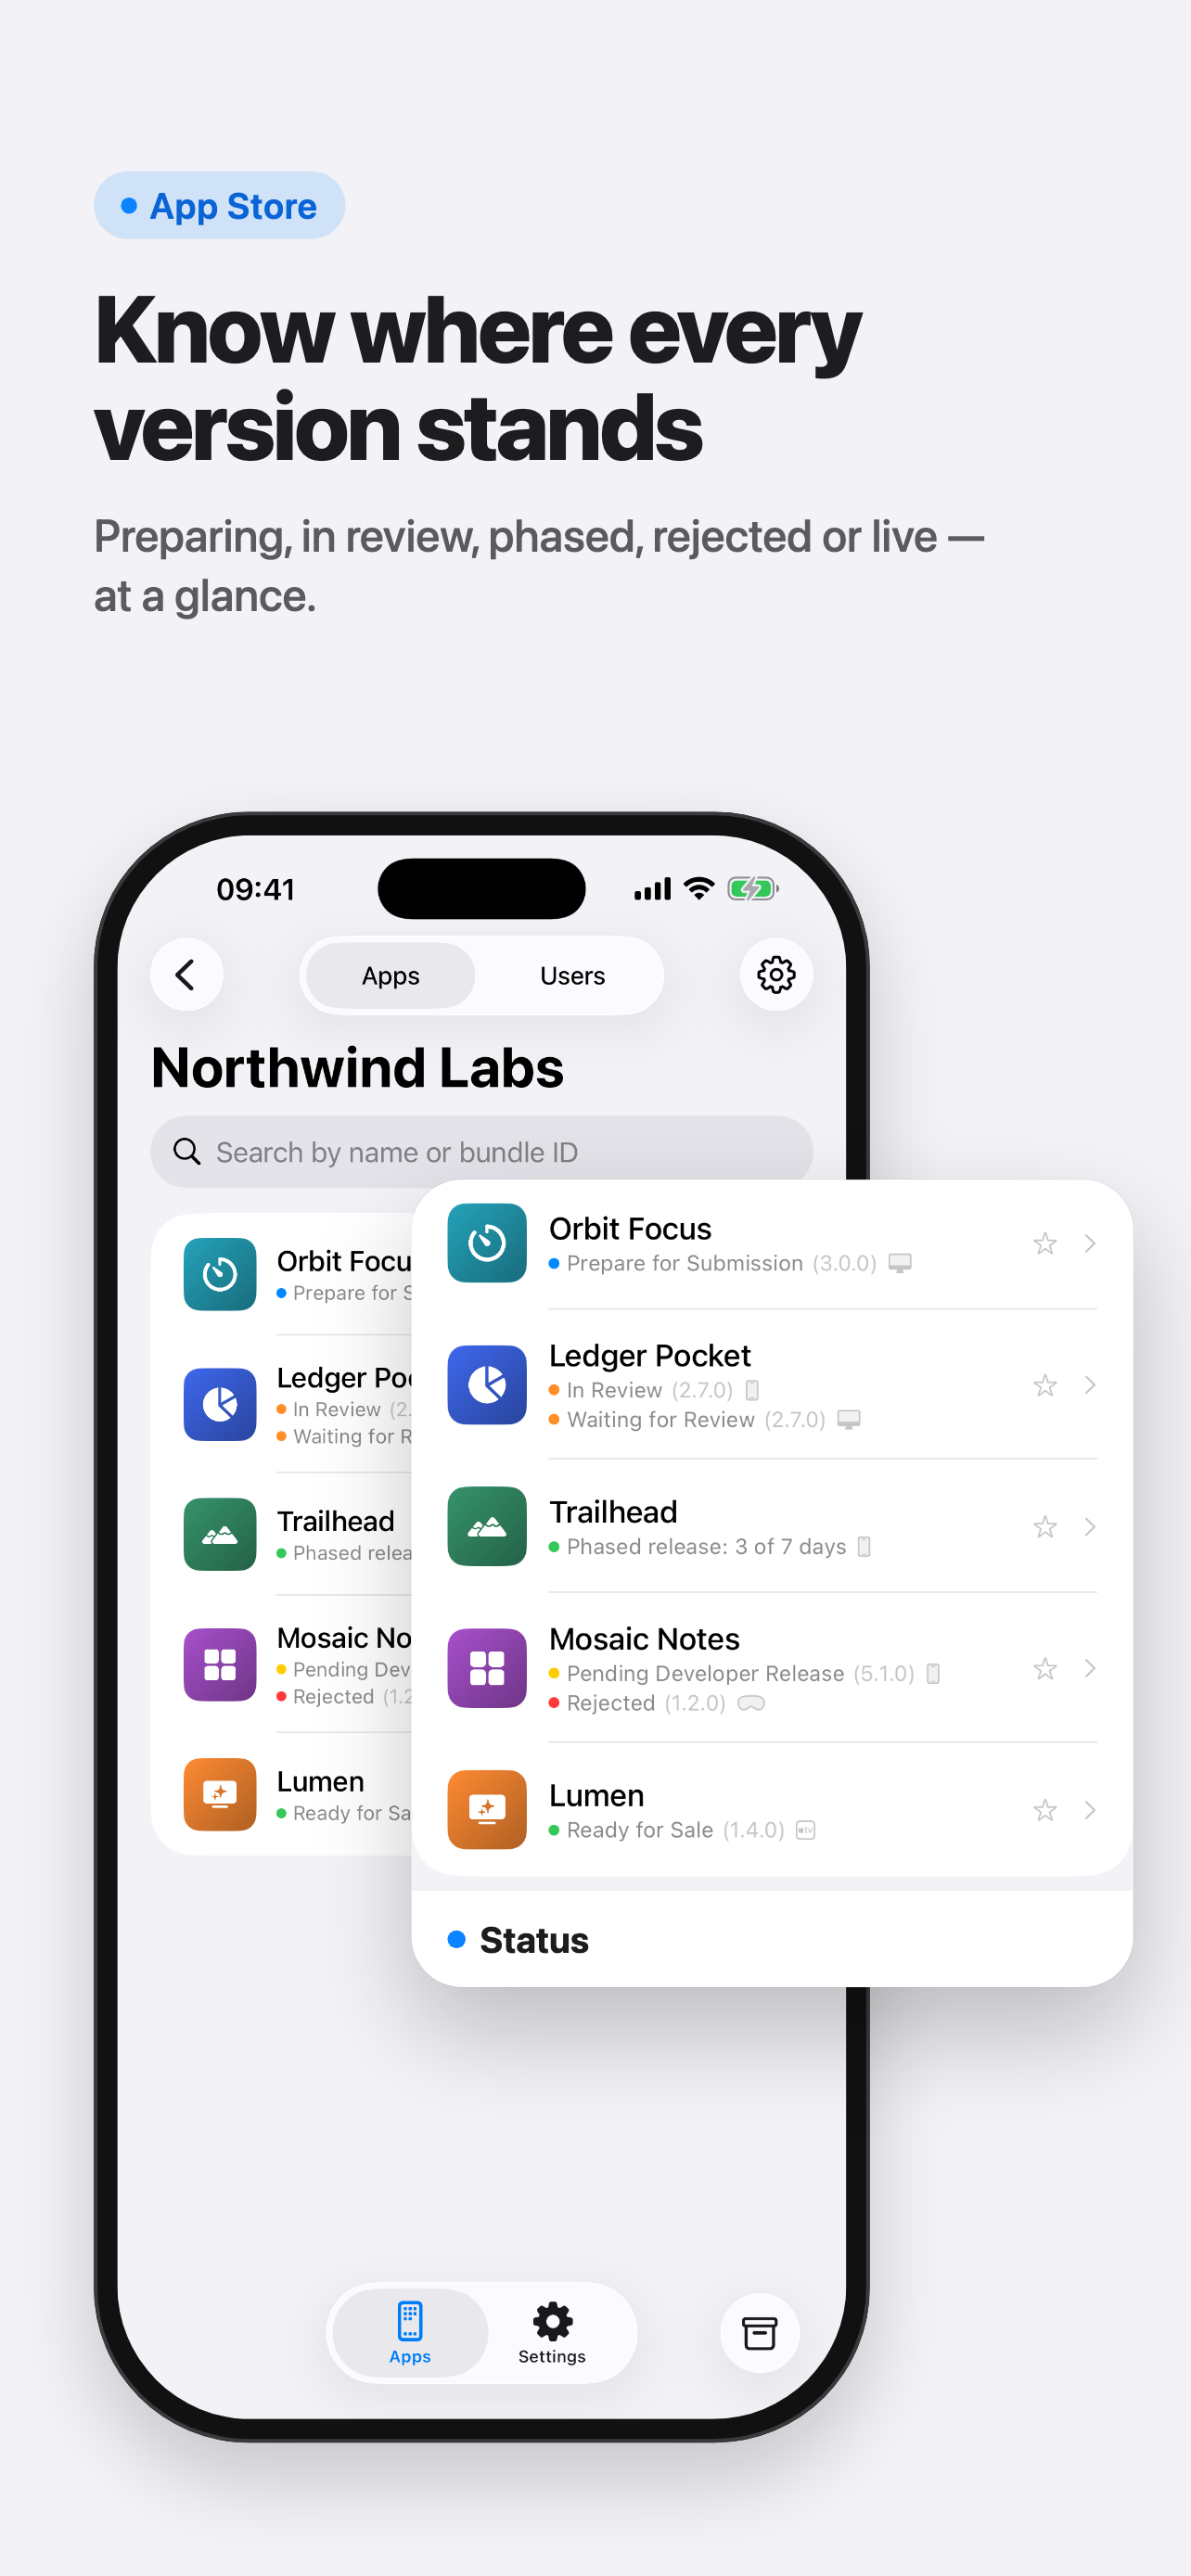 App Store
Know where every
version stands
Preparing, in review, phased, rejected or live —
at a glance.
09:41
Apps
Users
Northwind Labs
Search by name or bundle ID
Orbit Focu
Prepare for S
Ledger Poc
In Review (2.
Waiting for R
Trailhead
Phased relea
Mosaic No
Pending Dev
Rejected (1.2
Lumen
Ready for Sa
Orbit Focus
Prepare for Submission (3.0.0)
Ledger Pocket
In Review (2.7.0)
Waiting for Review (2.7.0)
Trailhead
Phased release: 3 of 7 days
Mosaic Notes
Pending Developer Release (5.1.0)
Rejected (1.2.0)
Lumen
Ready for Sale (1.4.0)
tv
Status
Apps
Settings